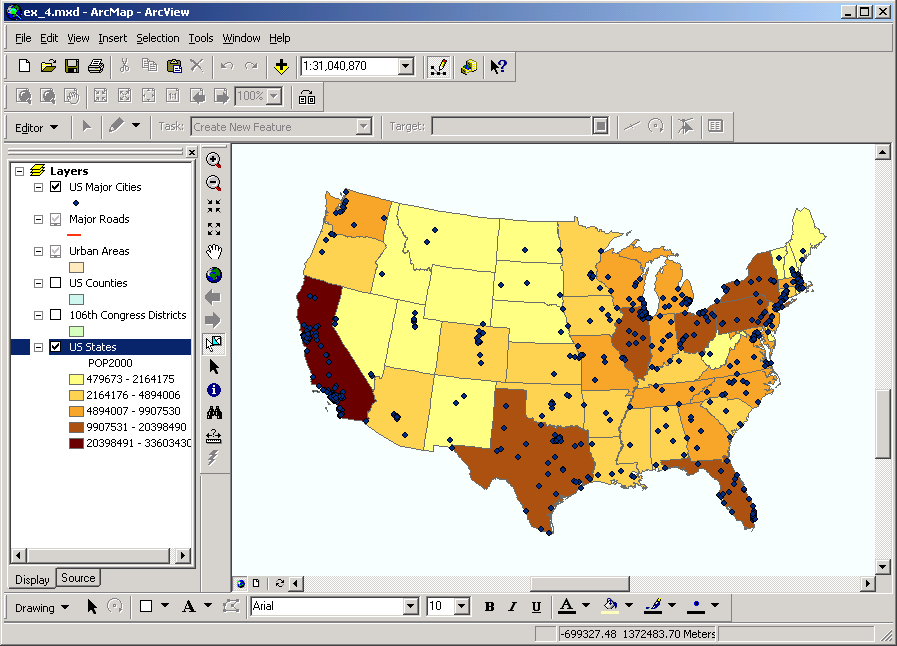 ex_4.mxd - ArcMap - ArcView
File Edit View Insert Selection Tools Window Help
1:31,040,870
1:1 100%
Editor Task: Create New Feature Target:
Layers
US Major Cities
Major Roads
Urban Areas
US Counties
106th Congress Districts
US States
POP2000
479673 - 2164175
2164176 - 4894006
4894007 - 9907530
9907531 - 20398490
20398491 - 33603430
Display Source
Drawing A Arial 10 B I U A
-699327.48 1372483.70 Meters